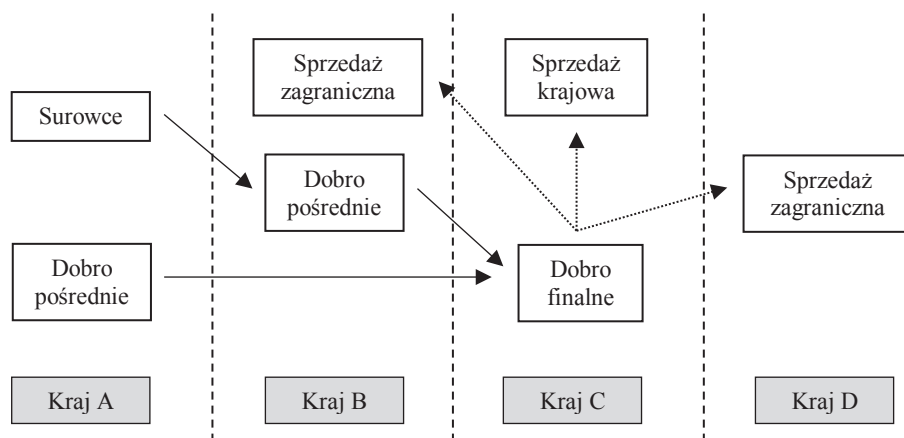 Sprzedaż
zagraniczna
Sprzedaż
krajowa
Surowce
Dobro
pośrednie
Sprzedaż
zagraniczna
Dobro
pośrednie
Dobro
finalne
Kraj A
Kraj B
Kraj C
Kraj D